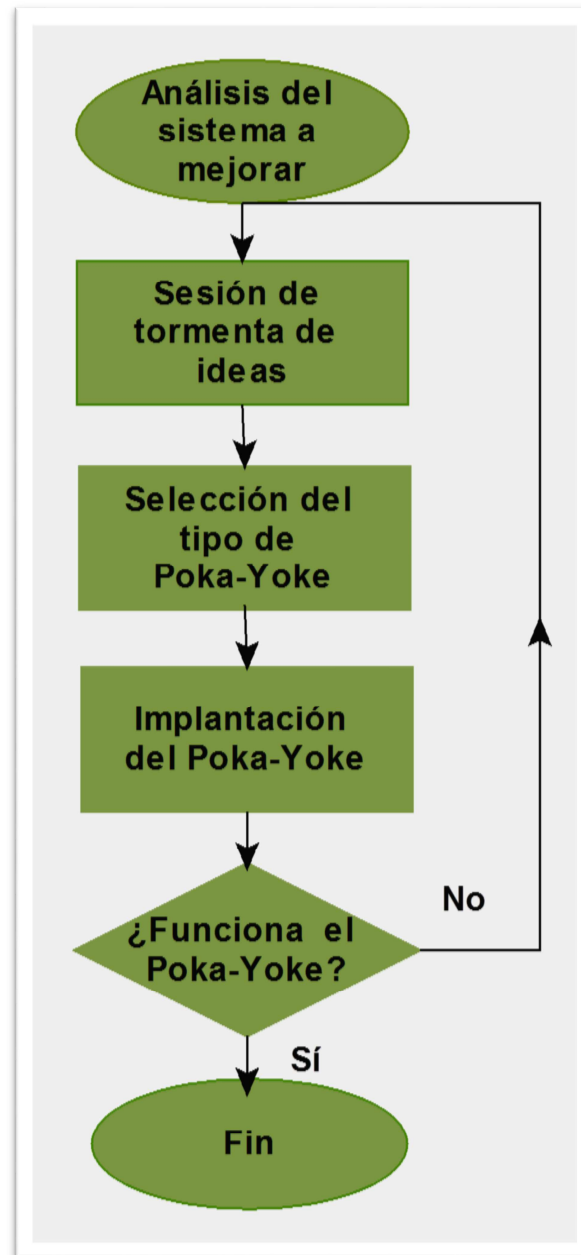 Análisis del
sistema a
mejorar
Sesión de
tormenta de
ideas
Selección del
tipo de
Poka-Yoke
Implantación
del Poka-Yoke
¿Funciona el
Poka-Yoke?
No
Sí
Fin